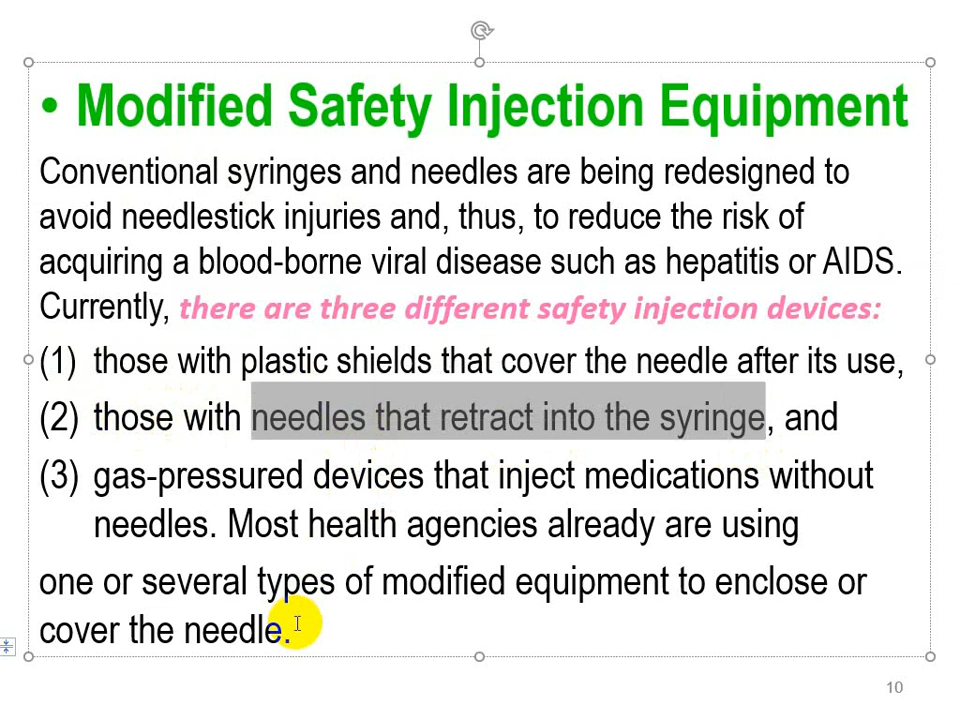 • Modified Safety Injection Equipment
Conventional syringes and needles are being redesigned to
avoid needlestick injuries and, thus, to reduce the risk of
acquiring a blood-borne viral disease such as hepatitis or AIDS.
Currently, there are three different safety injection devices:
(1) those with plastic shields that cover the needle after its use,
(2) those with needles that retract into the syringe, and
(3) gas-pressured devices that inject medications without
needles. Most health agencies already are using
one or several types of modified equipment to enclose or
cover the needle.
10